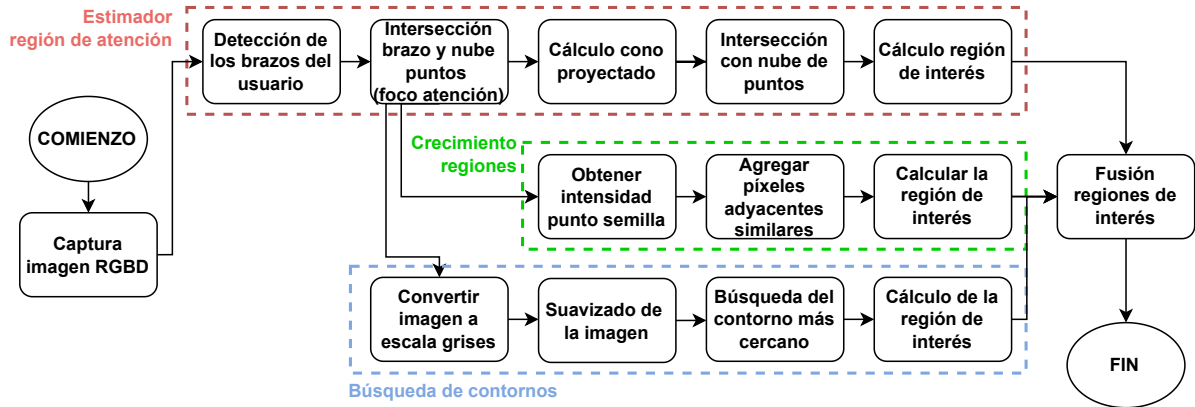 Estimador
región de atención
Detección de
los brazos del
usuario
Intersección
brazo y nube
puntos
(foco atención)
Cálculo cono
proyectado
Intersección
con nube de
puntos
Cálculo región
de interés
COMIENZO
Captura
imagen RGBD
Crecimiento
regiones
Obtener
intensidad
punto semilla
Agregar
píxeles
adyacentes
similares
Calcular la
región de
interés
Fusión
regiones de
interés
Convertir
imagen a
escala grises
Suavizado de
la imagen
Búsqueda del
contorno más
cercano
Cálculo de la
región de
interés
FIN
Búsqueda de contornos